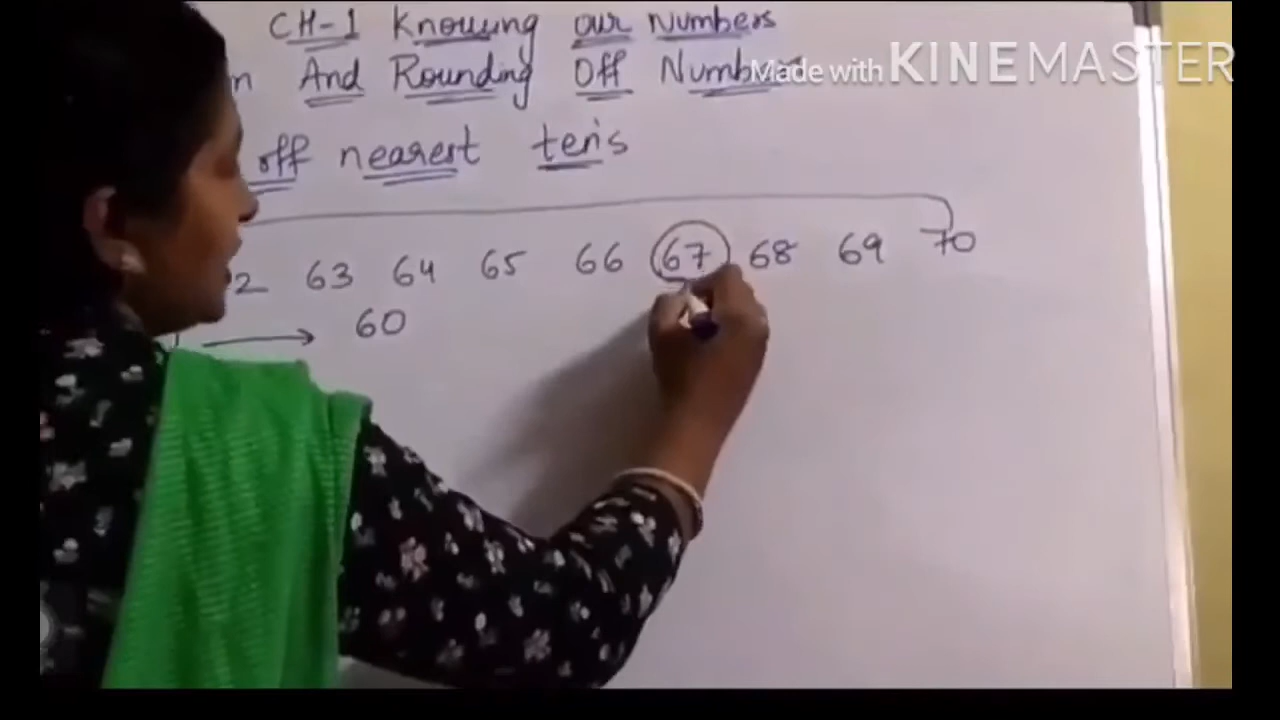 CH-1 Knowing our Numbers
And Rounding Off Numbers
Made with KINEMASTER
off nearest ten's
2 63 64 65 66 67 68 69 70
60